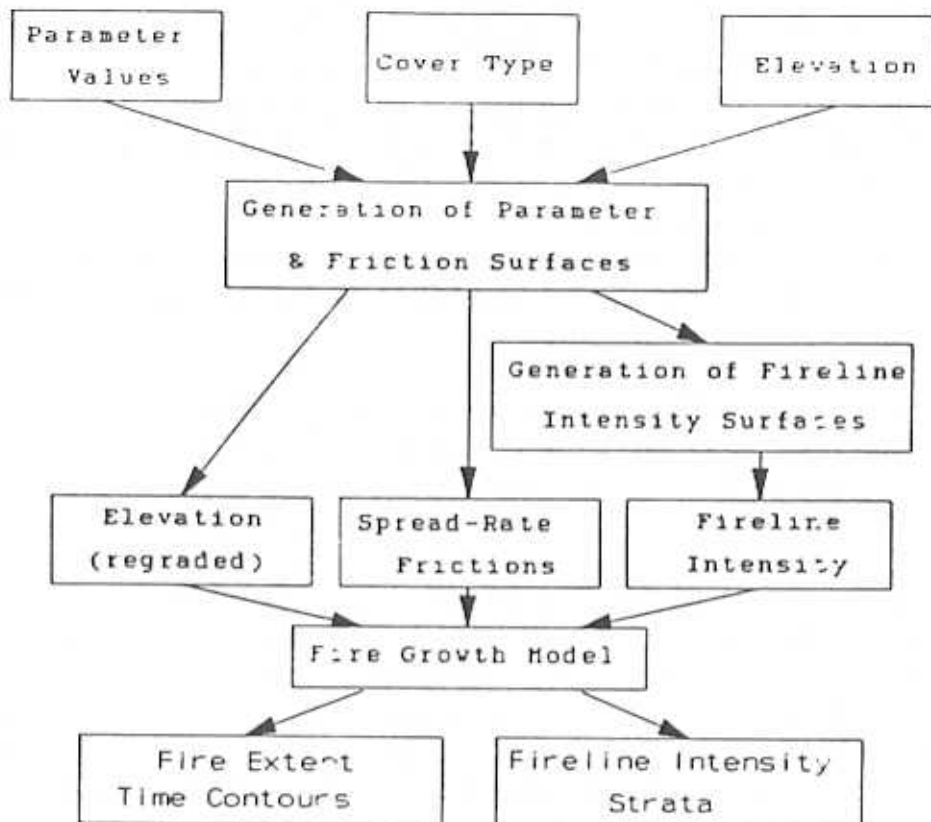 Parameter
Values
Cover Type
Elevation
Generation of Parameter
& Friction Surfaces
Generation of Fireline
Intensity Surfaces
Elevation
(regraded)
Spread-Rate
Frictions
Fireline
Intensity
Fire Growth Model
Fire Extent
Time Contours
Fireline Intensity
Strata